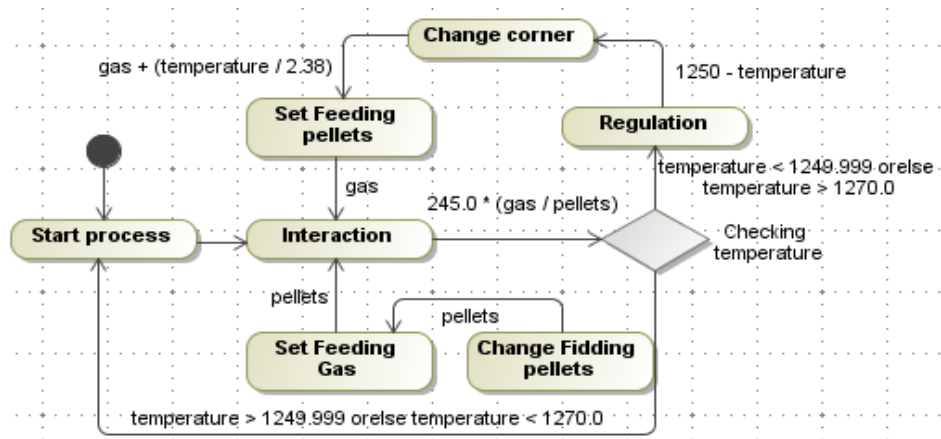 Change corner
gas + (temperature / 2.38)
1250 - temperature
Set Feeding
pellets
Regulation
temperature < 1249.999 orelse
temperature > 1270.0
gas
245.0 * (gas / pellets)
Start process
Interaction
Checking
temperature
pellets
pellets
Set Feeding
Gas
Change Fidding
pellets
temperature > 1249.999 orelse temperature < 1270.0